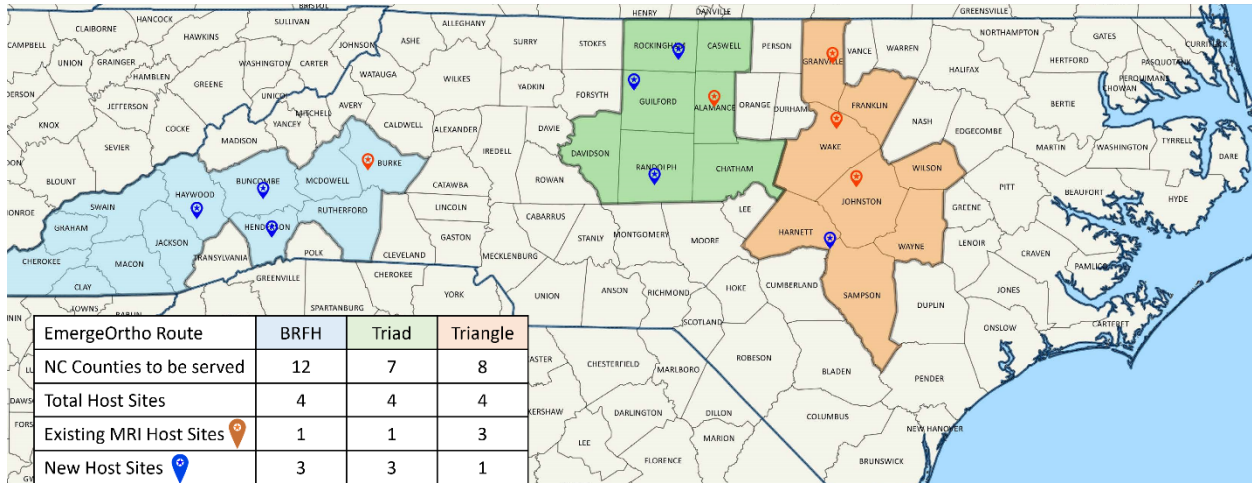 BRISTOL HENRY DANVILLE GREENSVILLE
CLAIBORNE HANCOCK HAWKINS SULLIVAN ALLEGHANY
CAMPBELL UNION GRAINGER HAMBLEN GREENE WASHINGTON CARTER JOHNSON ASHE SURRY STOKES ROCKINGHAM CASWELL PERSON GRANVILLE VANCE WARREN NORTHAMPTON GATES HERTFORD CURRITUCK PASQUOTANK PERQUIMANS CHOWAN
UNICOI WATAUGA WILKES YADKIN FORSYTH GUILFORD ALAMANCE ORANGE DURHAM FRANKLIN HALIFAX BERTIE
JEFFERSON KNOX COCKE SEVIER MADISON YANCEY MITCHELL AVERY CALDWELL ALEXANDER DAVIE IREDELL NASH EDGECOMBE MARTIN WASHINGTON TYRRELL DARE
BLOUNT MONROE HAYWOOD BUNCOMBE MCDOWELL BURKE CATAWBA ROWAN DAVIDSON RANDOLPH CHATHAM WAKE WILSON PITT BEAUFORT HYDE
SWAIN GRAHAM JACKSON HENDERSON RUTHERFORD LINCOLN GASTON CABARRUS STANLY MONTGOMERY MOORE LEE HARNETT JOHNSTON WAYNE GREENE LENOIR CRAVEN PAMLICO
CHEROKEE MACON CLAY TRANSYLVANIA POLK CLEVELAND MECKLENBURG
TOWNS RABUN GREENVILLE SPARTANBURG CHEROKEE YORK UNION ANSON RICHMOND HOKE SCOTLAND CUMBERLAND SAMPSON DUPLIN JONES CARTERET
ONSLOW ROBESON BLADEN PENDER
CHESTERFIELD MARLBORO DARLINGTON DILLON LEE MARION FLORENCE COLUMBUS BRUNSWICK NEW HANOVER
EmergeOrtho Route BRFH Triad Triangle
NC Counties to be served 12 7 8
Total Host Sites 4 4 4
Existing MRI Host Sites 1 1 3
New Host Sites 3 3 1